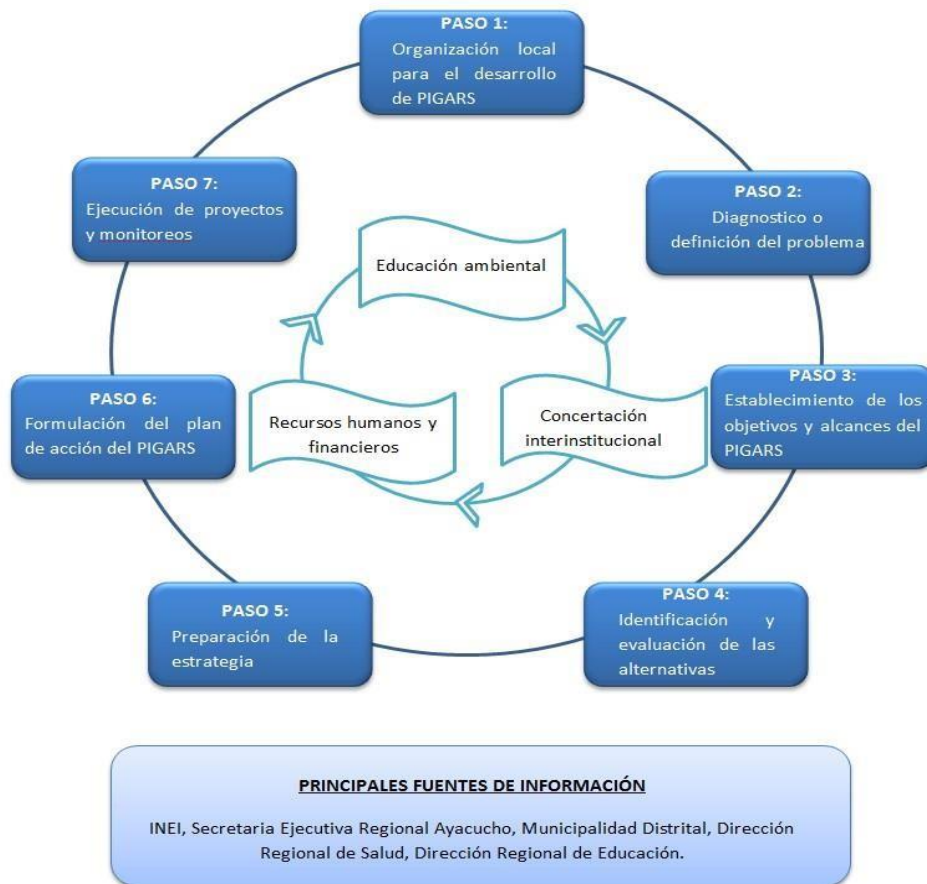 PASO 1:
Organización local
para el desarrollo
de PIGARS
PASO 2:
Diagnostico o
definición del problema
PASO 3:
Establecimiento de los
objetivos y alcances del
PIGARS
PASO 4:
Identificación y
evaluación de las
alternativas
PASO 5:
Preparación de la
estrategia
PASO 6:
Formulación del plan
de acción del PIGARS
PASO 7:
Ejecución de proyectos
y monitoreos
Educación ambiental
Concertación
interinstitucional
Recursos humanos y
financieros
PRINCIPALES FUENTES DE INFORMACIÓN
INEI, Secretaria Ejecutiva Regional Ayacucho, Municipalidad Distrital, Dirección
Regional de Salud, Dirección Regional de Educación.